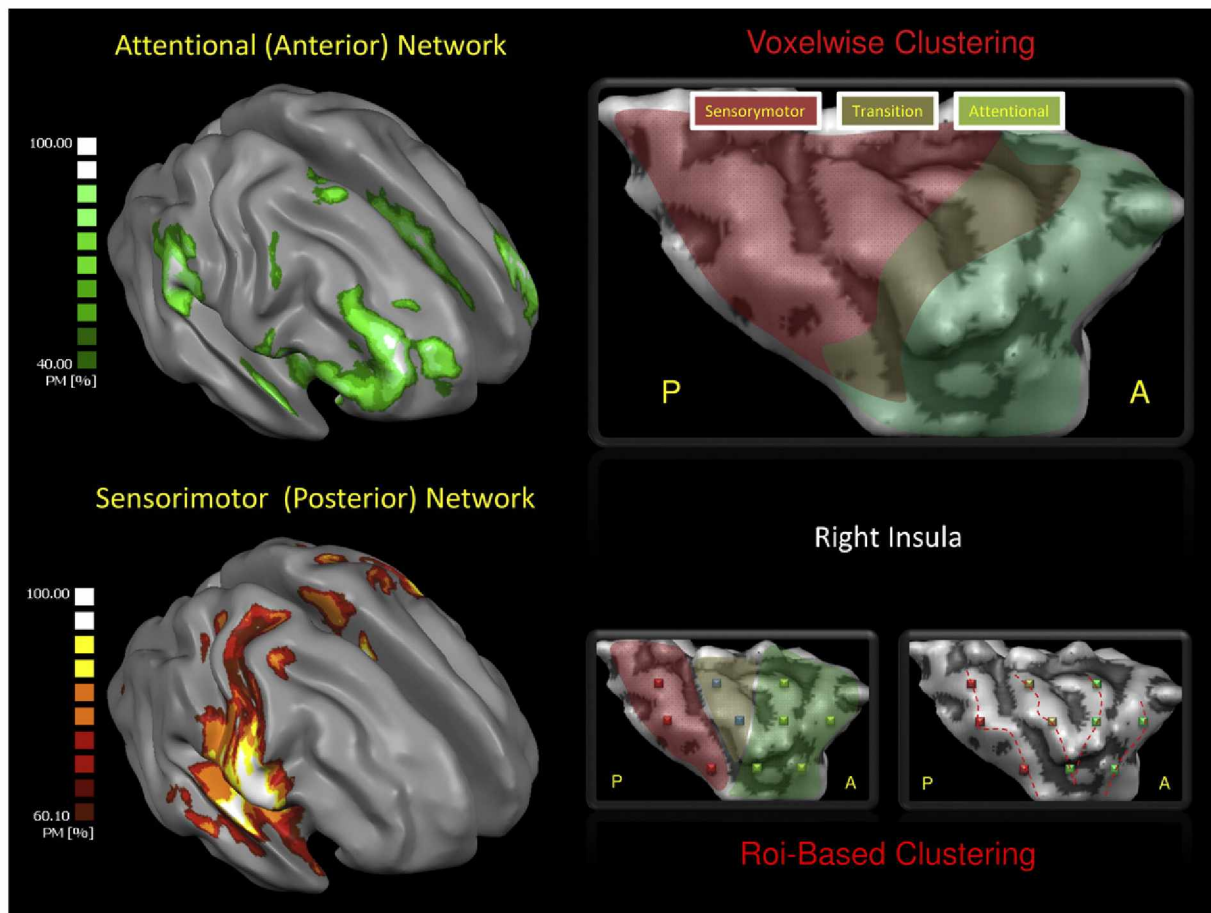 Attentional (Anterior) Network
100.00
40.00
PM [%]
Voxelwise Clustering
Sensorymotor
Transition
Attentional
P
A
Sensorimotor (Posterior) Network
100.00
60.10
PM [%]
Right Insula
P
A
P
A
Roi-Based Clustering